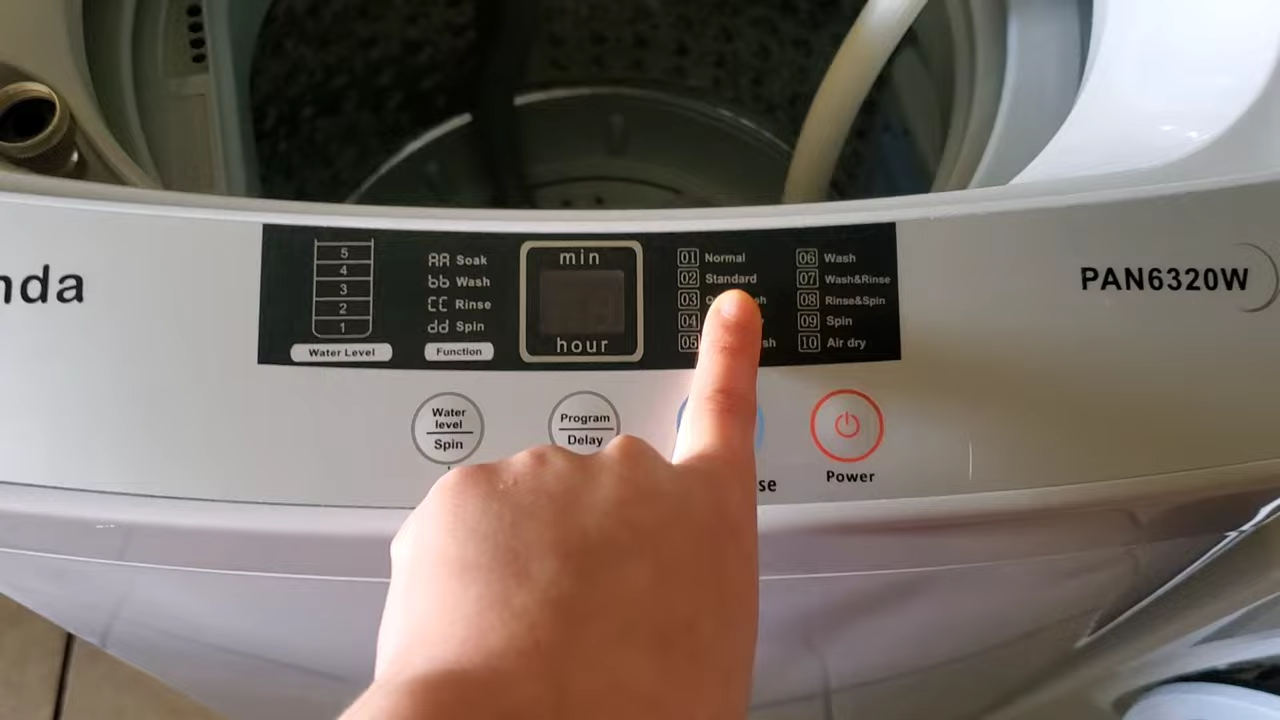 nda
5
4
3
2
1
Water Level
AA Soak
bb Wash
CC Rinse
dd Spin
Function
min
hour
01 Normal
02 Standard
03
04
05
06 Wash
07 Wash&Rinse
08 Rinse&Spin
09 Spin
10 Air dry
PAN6320W
Water
level
Spin
Program
Delay
se
Power